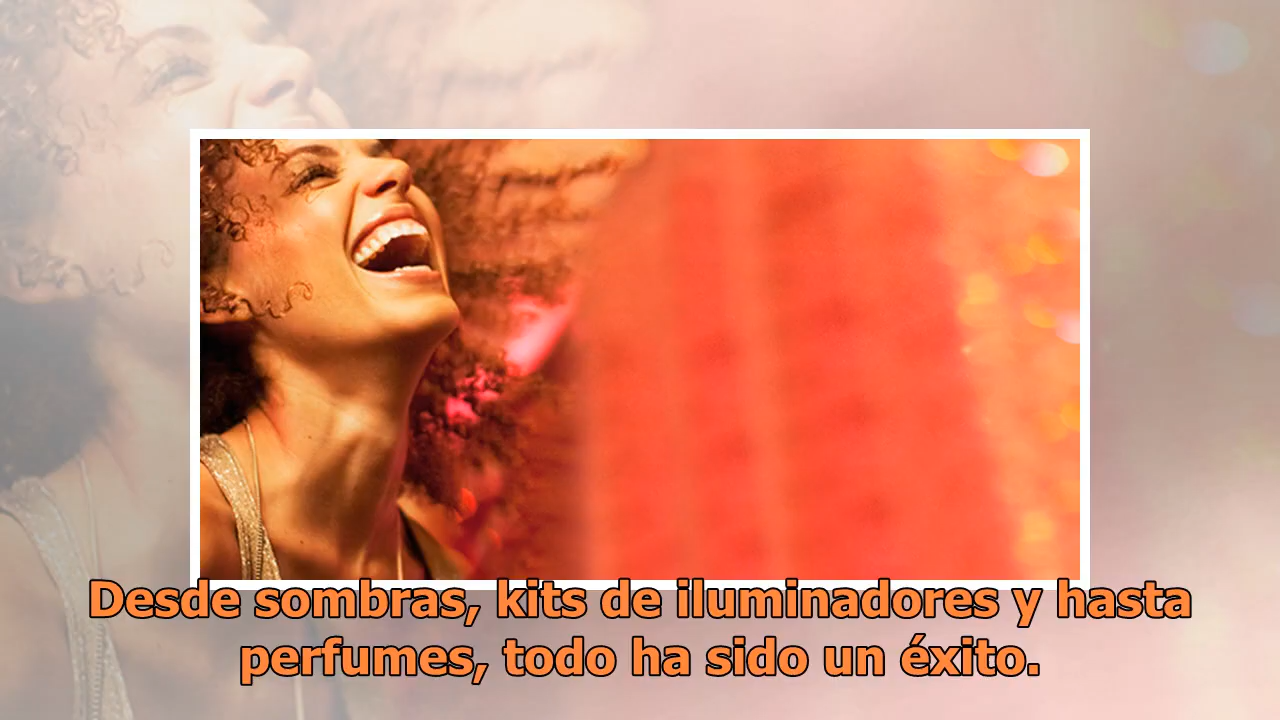 Desde sombras, kits de iluminadores y hasta
perfumes, todo ha sido un éxito.